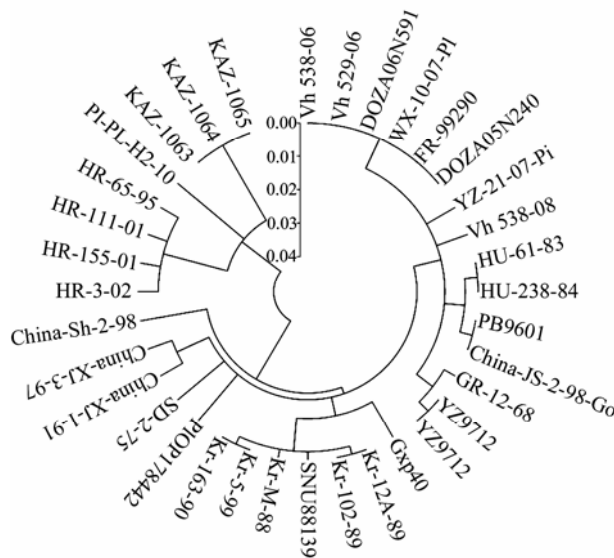 Vh 538-06
Vh 529-06
DOZA06N591
WX-10-07-Pl
FR-99290
DOZA05N240
YZ-21-07-Pi
Vh 538-08
HU-61-83
HU-238-84
PB9601
China-JS-2-98-Go
GR-12-68
YZ9712
YZ9712
Gxp40
Kr-12A-89
Kr-102-89
SNU88139
Kr-M-88
Kr-5-99
Kr-163-90
PIOP178442
SD-2-75
China-XJ-1-91
China-XJ-3-97
China-Sh-2-98
HR-3-02
HR-155-01
HR-111-01
HR-65-95
PI-PL-H2-10
KAZ-1063
KAZ-1064
KAZ-1065
0.00
0.01
0.02
0.03
0.04